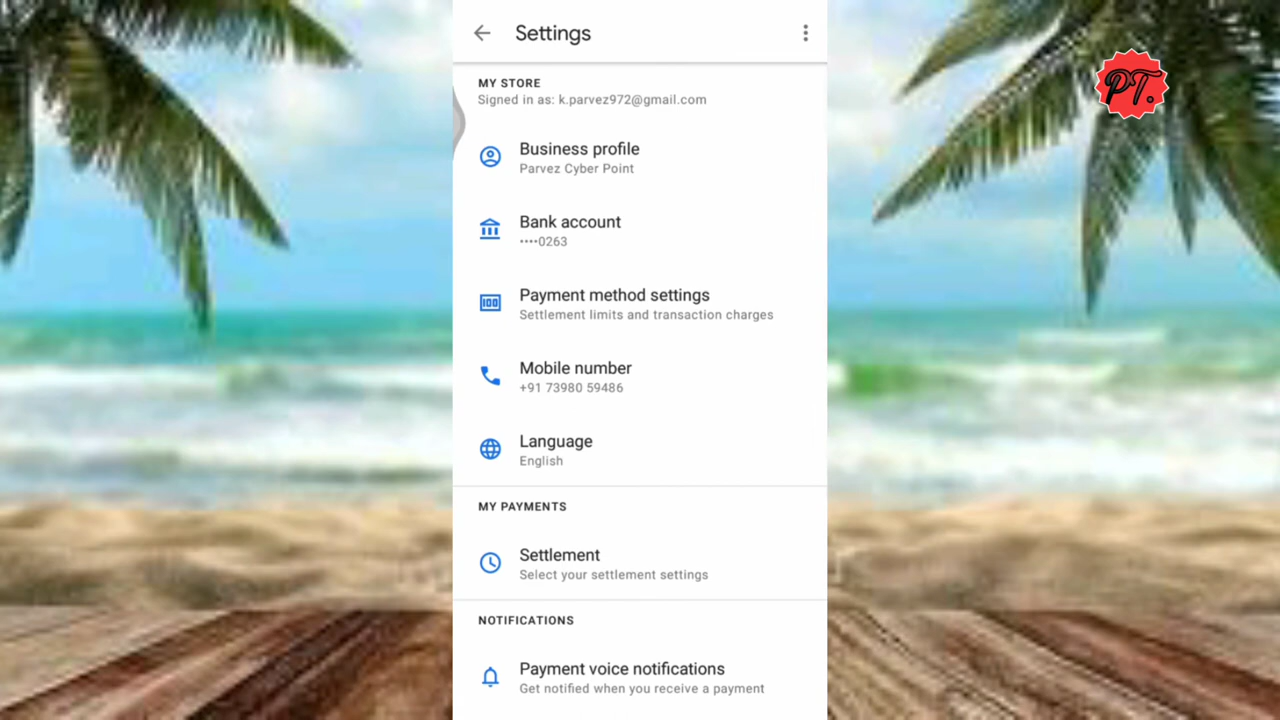 Settings
PT.
MY STORE
Signed in as: k.parvez972@gmail.com
Business profile
Parvez Cyber Point
Bank account
••••0263
Payment method settings
Settlement limits and transaction charges
Mobile number
+91 73980 59486
Language
English
MY PAYMENTS
Settlement
Select your settlement settings
NOTIFICATIONS
Payment voice notifications
Get notified when you receive a payment